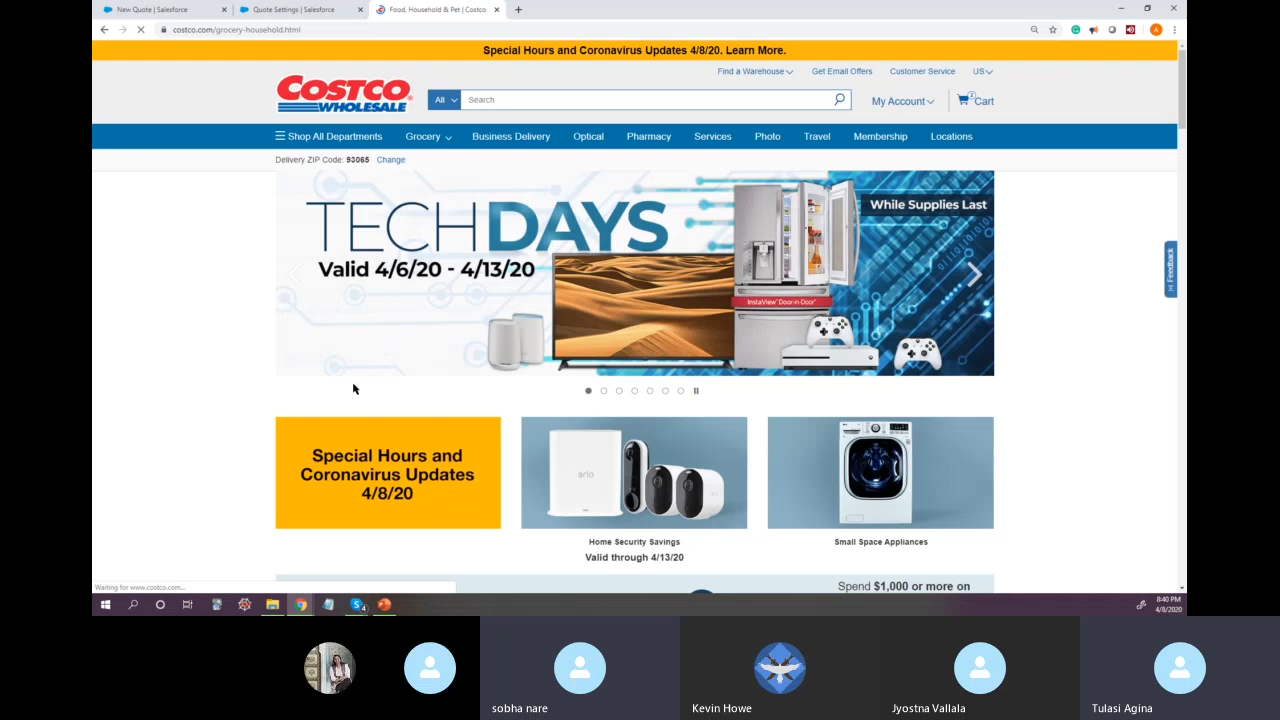 New Quote | Salesforce
Quote Settings | Salesforce
Food, Household & Pet | Costco
costco.com/grocery-household.html
Special Hours and Coronavirus Updates 4/8/20. Learn More.
Find a Warehouse
Get Email Offers
Customer Service
US
COSTCO
WHOLESALE
All
Search
My Account
2
Cart
Shop All Departments
Grocery
Business Delivery
Optical
Pharmacy
Services
Photo
Travel
Membership
Locations
Delivery ZIP Code: 93065 Change
TECHDAYS
Valid 4/6/20 - 4/13/20
While Supplies Last
InstaView Door-in-Door
Feedback
Special Hours and
Coronavirus Updates
4/8/20
arlo
Home Security Savings
Valid through 4/13/20
Small Space Appliances
Spend $1,000 or more on
Waiting for www.costco.com...
4
8:40 PM
4/8/2020
sobha nare
Kevin Howe
Jyostna Vallala
Tulasi Agina